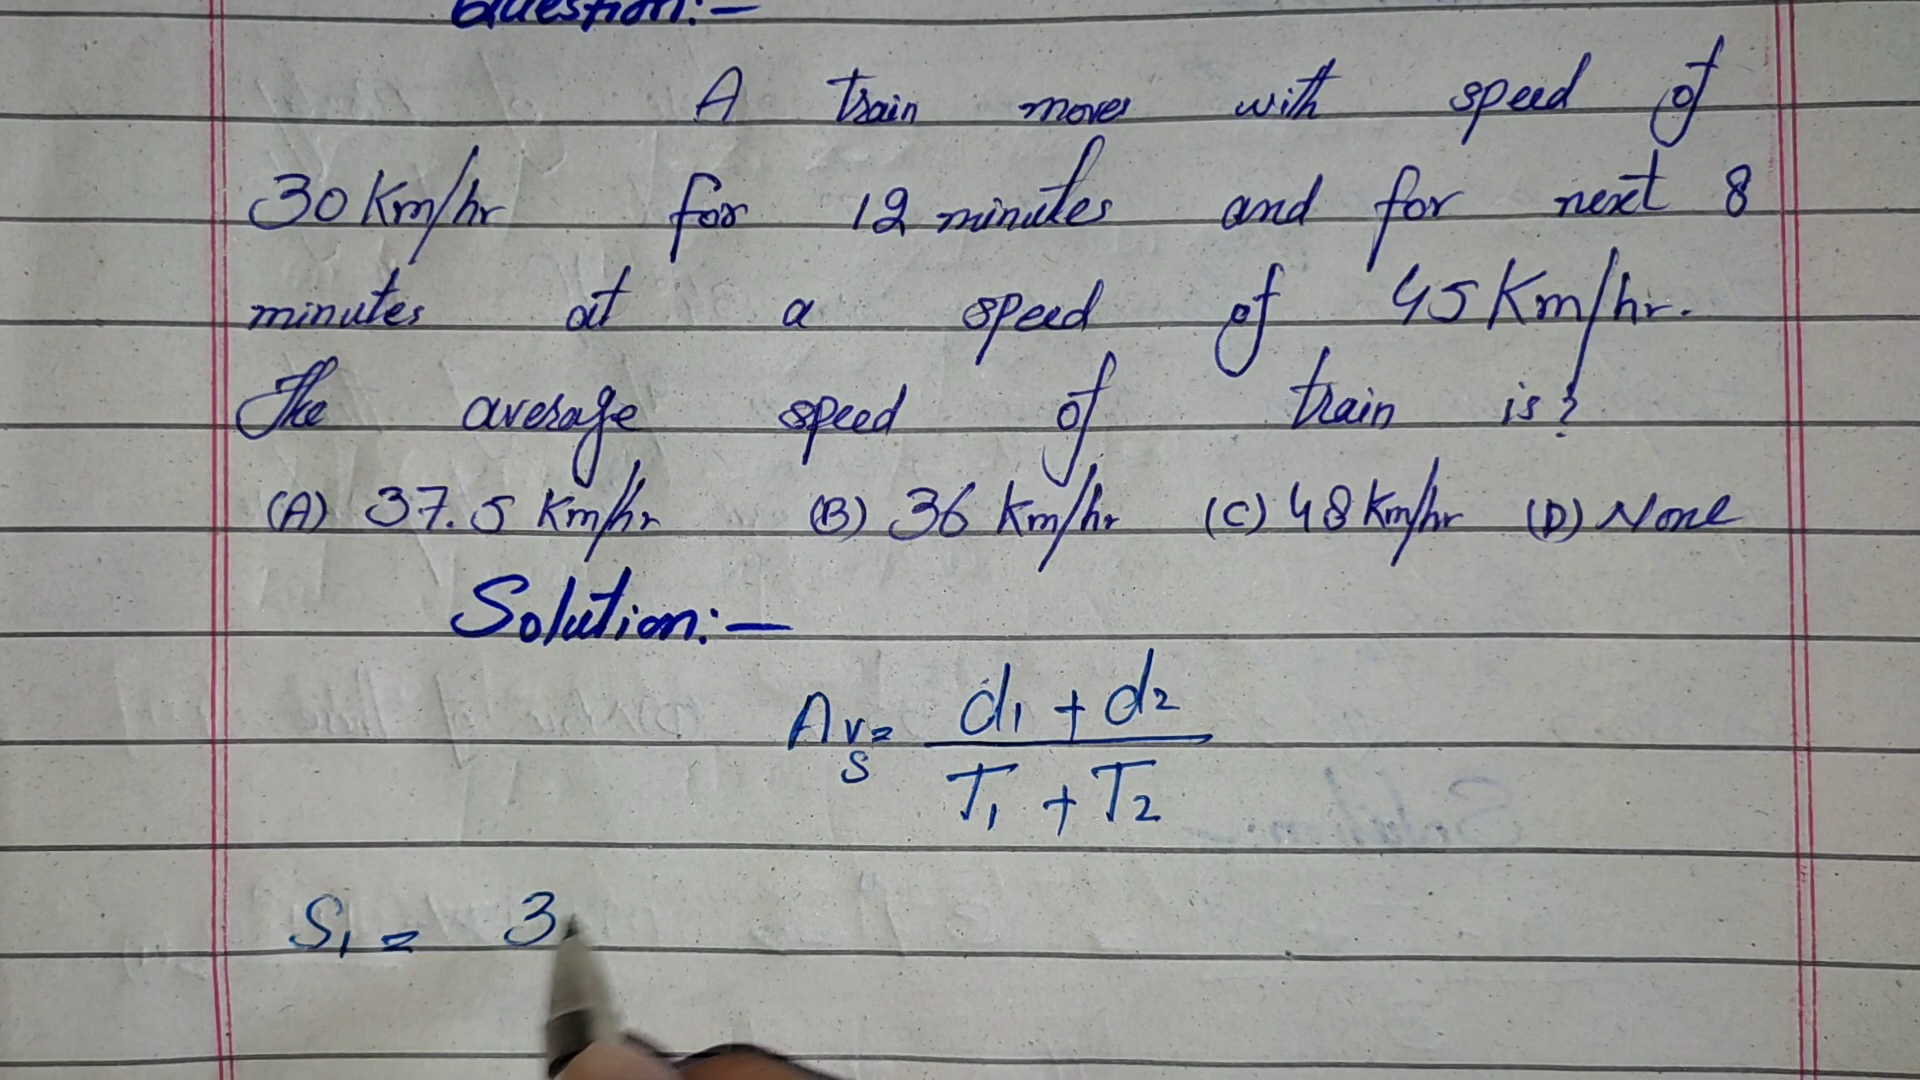 Question:-
A train moves with speed of
30 Km/hr for 12 minutes and for next 8
minutes at a speed of 45 Km/hr.
The average speed of train is?
(A) 37.5 Km/hr (B) 36 Km/hr (C) 48 Km/hr (D) None
Solution:-
Avs = d1 + d2 / T1 + T2
S1 = 3